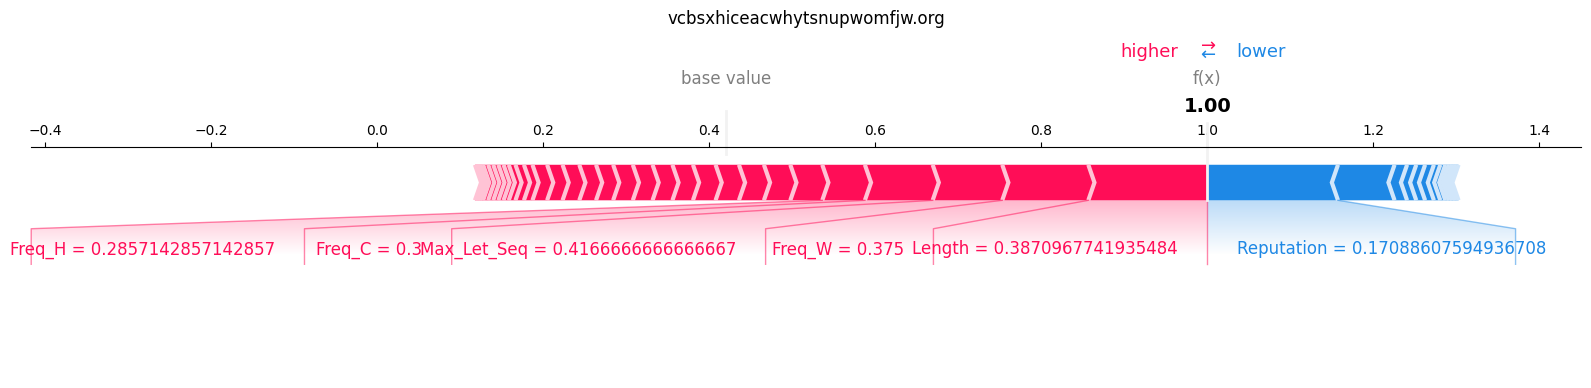 vcbsxhiceacwhytsnupwomfjw.org
higher ⇄ lower
base value f(x)
1.00
−0.4 −0.2 0.0 0.2 0.4 0.6 0.8 1.0 1.2 1.4
Freq_H = 0.2857142857142857 Freq_C = 0.3 Max_Let_Seq = 0.4166666666666667 Freq_W = 0.375 Length = 0.3870967741935484 Reputation = 0.17088607594936708